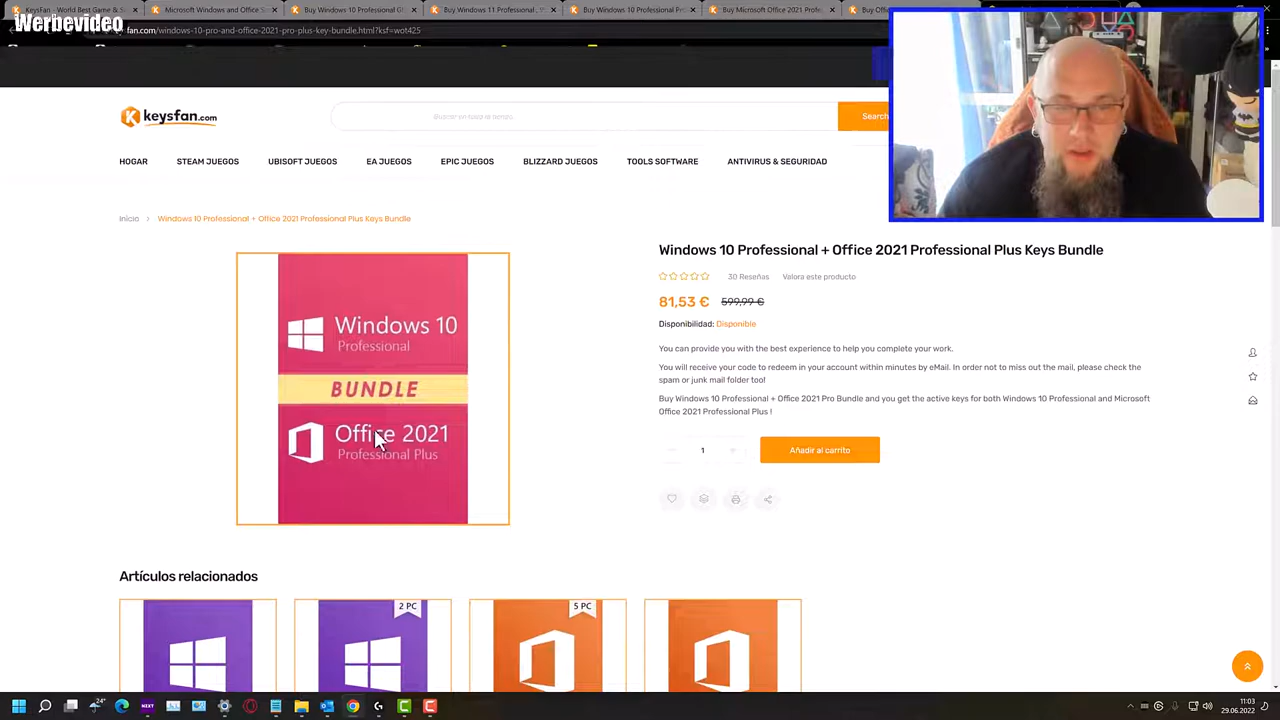 Werbevideo
fan.com/windows-10-pro-and-office-2021-pro-plus-key-bundle.html?ksf=wot425
keysfan.com
Buscar en toda la tienda.
Search
HOGAR
STEAM JUEGOS
UBISOFT JUEGOS
EA JUEGOS
EPIC JUEGOS
BLIZZARD JUEGOS
TOOLS SOFTWARE
ANTIVIRUS & SEGURIDAD
Inicio > Windows 10 Professional + Office 2021 Professional Plus Keys Bundle
Windows 10
Professional
BUNDLE
Office 2021
Professional Plus
Windows 10 Professional + Office 2021 Professional Plus Keys Bundle
30 Reseñas Valora este producto
81,53 € 599,99 €
Disponibilidad: Disponible
You can provide you with the best experience to help you complete your work.
You will receive your code to redeem in your account within minutes by eMail. In order not to miss out the mail, please check the
spam or junk mail folder too!
Buy Windows 10 Professional + Office 2021 Pro Bundle and you get the active keys for both Windows 10 Professional and Microsoft
Office 2021 Professional Plus !
1
Añadir al carrito
Artículos relacionados
2 PC
5 PC
-24°
NEXT
11:03
29.06.2022